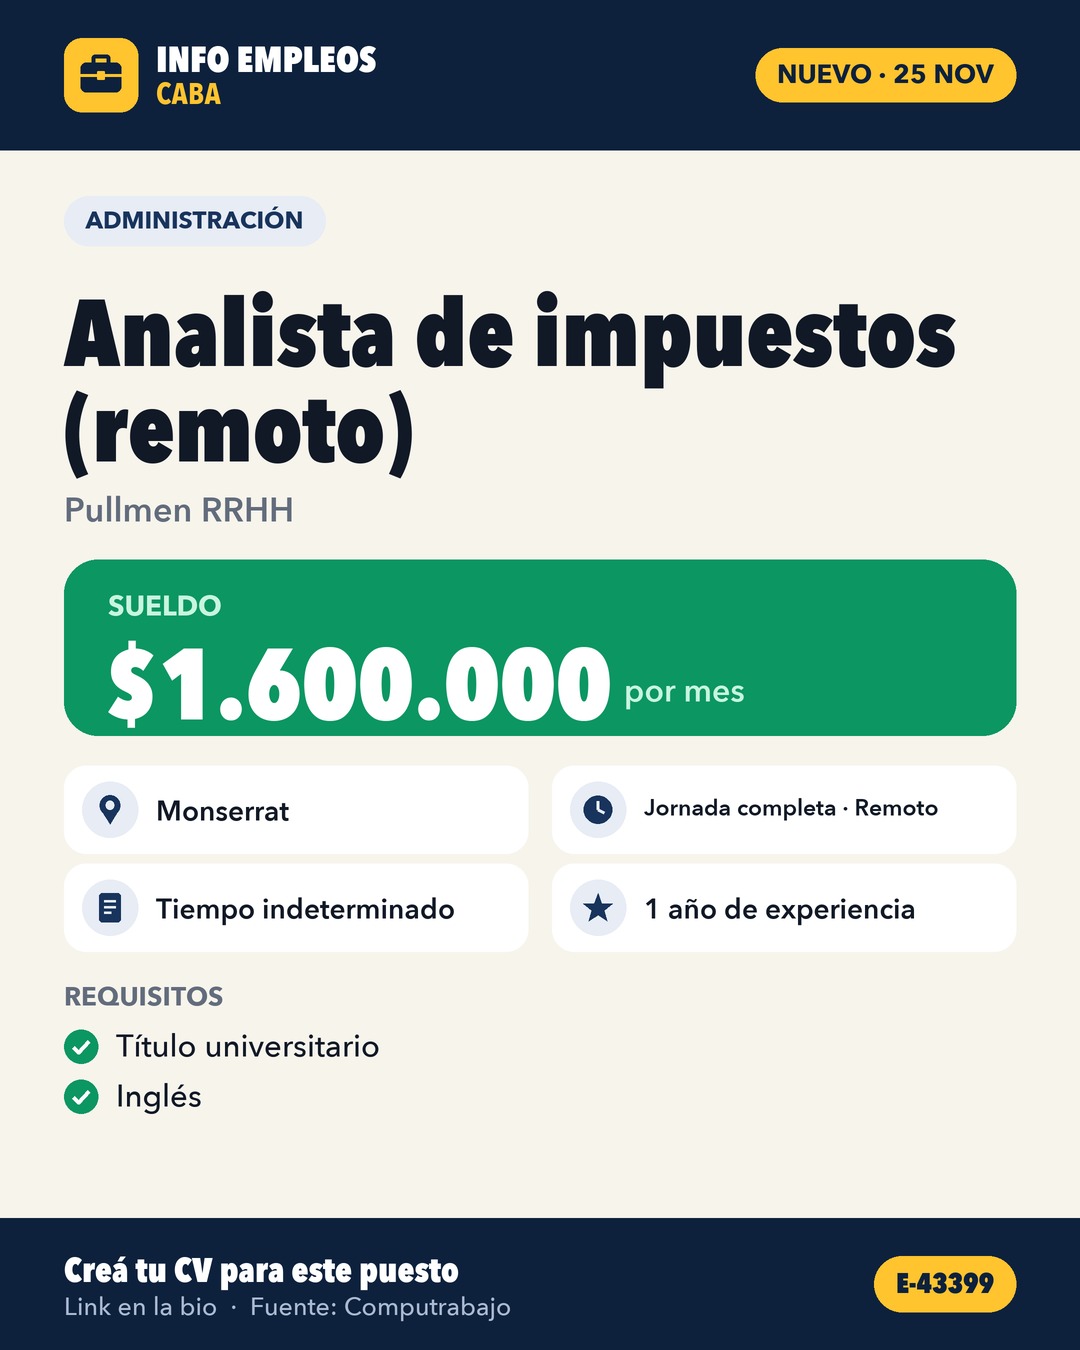 INFO EMPLEOS
CABA
NUEVO · 25 NOV
ADMINISTRACIÓN
Analista de impuestos
(remoto)
Pullmen RRHH
SUELDO
$1.600.000 por mes
Monserrat
Jornada completa · Remoto
Tiempo indeterminado
1 año de experiencia
REQUISITOS
Título universitario
Inglés
Creá tu CV para este puesto
Link en la bio · Fuente: Computrabajo
E-43399